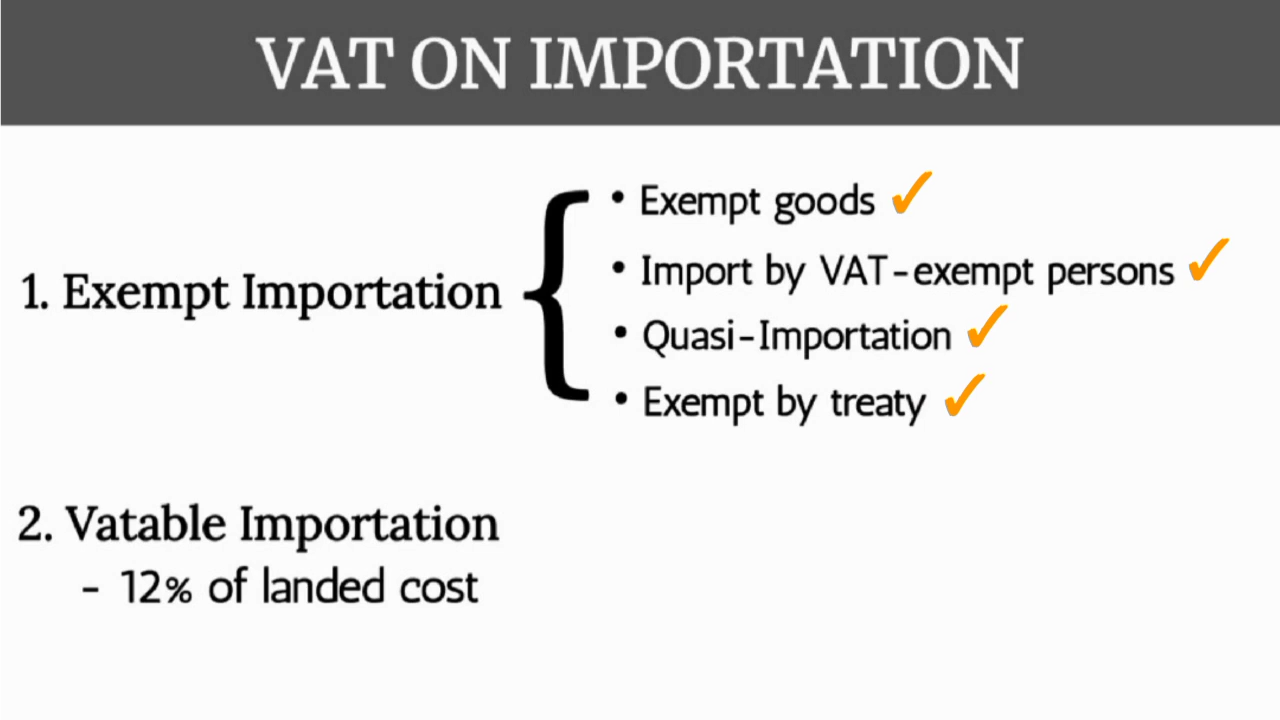 VAT ON IMPORTATION
1. Exempt Importation
• Exempt goods ✓
• Import by VAT-exempt persons ✓
• Quasi-Importation ✓
• Exempt by treaty ✓
2. Vatable Importation
- 12% of landed cost